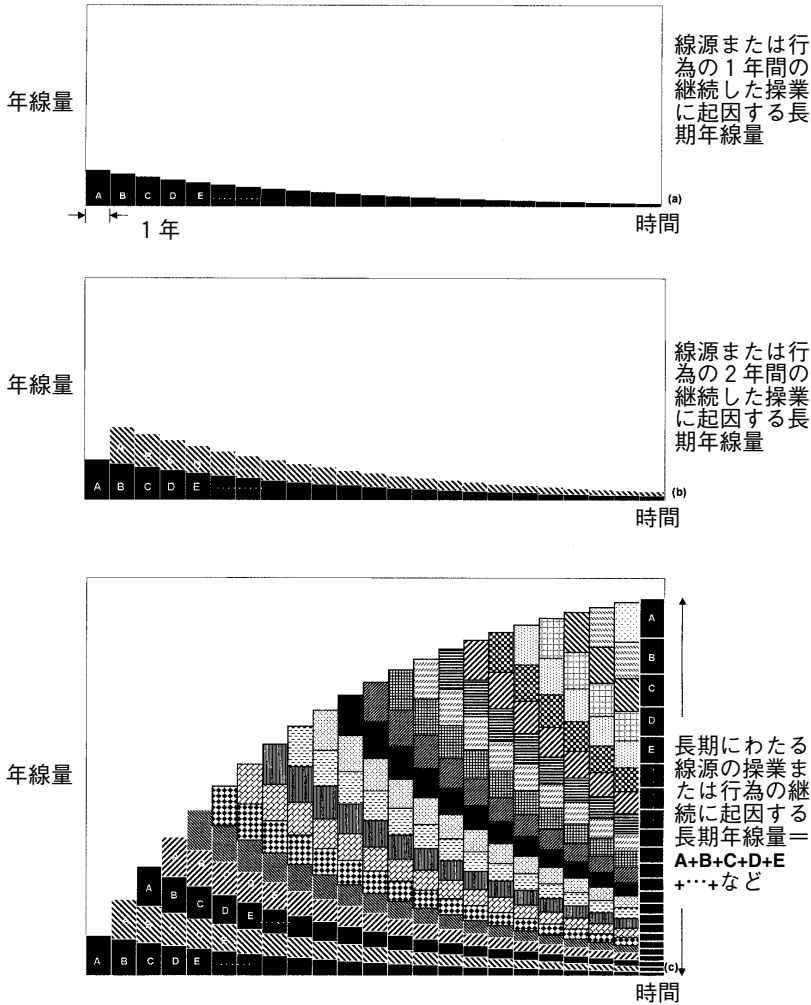 年線量
線源または行
為の1年間の
継続した操業
に起因する長
期年線量
A B C D E ........
(a)
1年
時間
年線量
線源または行
為の2年間の
継続した操業
に起因する長
期年線量
A B C D E ........
(b)
時間
年線量
A
B
C
D
E
A
B
C
D
E
長期にわたる
線源の操業ま
たは行為の継
続に起因する
長期年線量＝
A+B+C+D+E
+…+など
A B C D E
(c)
時間